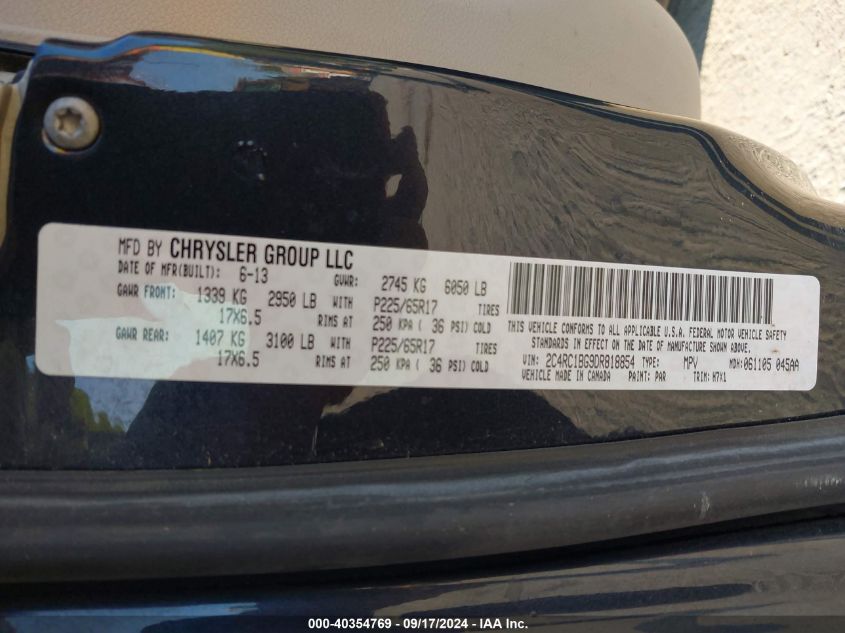 MFD BY CHRYSLER GROUP LLC
DATE OF MFR(BUILT): 6-13 GVWR: 2745 KG 6050 LB
GAWR FRONT: 1339 KG 2950 LB WITH P225/65R17 TIRES
17X6.5 RIMS AT 250 KPA ( 36 PSI) COLD
GAWR REAR: 1407 KG 3100 LB WITH P225/65R17 TIRES
17X6.5 RIMS AT 250 KPA ( 36 PSI) COLD
THIS VEHICLE CONFORMS TO ALL APPLICABLE U.S.A. FEDERAL MOTOR VEHICLE SAFETY
STANDARDS IN EFFECT ON THE DATE OF MANUFACTURE SHOWN ABOVE.
VIN: 2C4RC1BG9DR818854 TYPE: MPV MDH:061105 045AA
VEHICLE MADE IN CANADA PAINT: PAR TRIM: H7X1
000-40354769 - 09/17/2024 - IAA Inc.